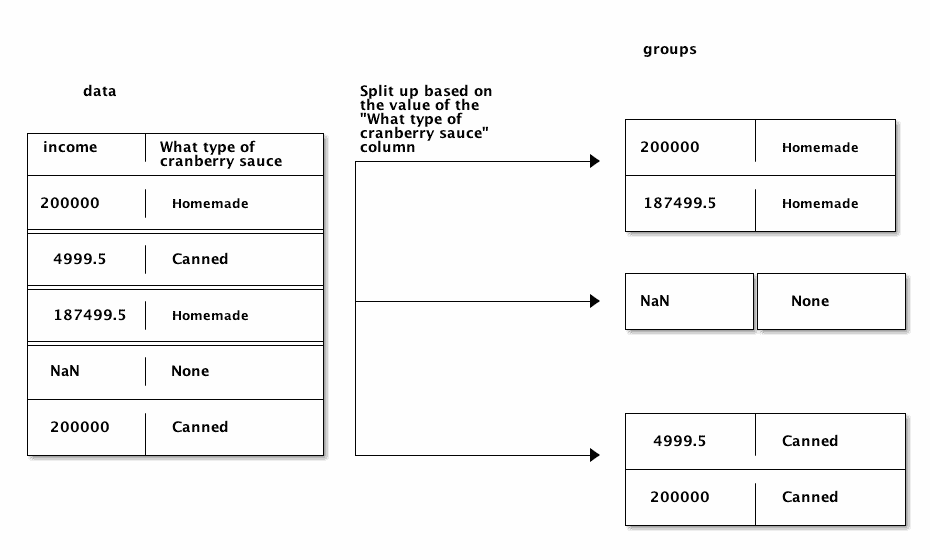 groups
data
Split up based on
the value of the
"What type of
cranberry sauce"
column
income
What type of
cranberry sauce
200000 Homemade
4999.5 Canned
187499.5 Homemade
NaN None
200000 Canned
200000 Homemade
187499.5 Homemade
NaN None
4999.5 Canned
200000 Canned